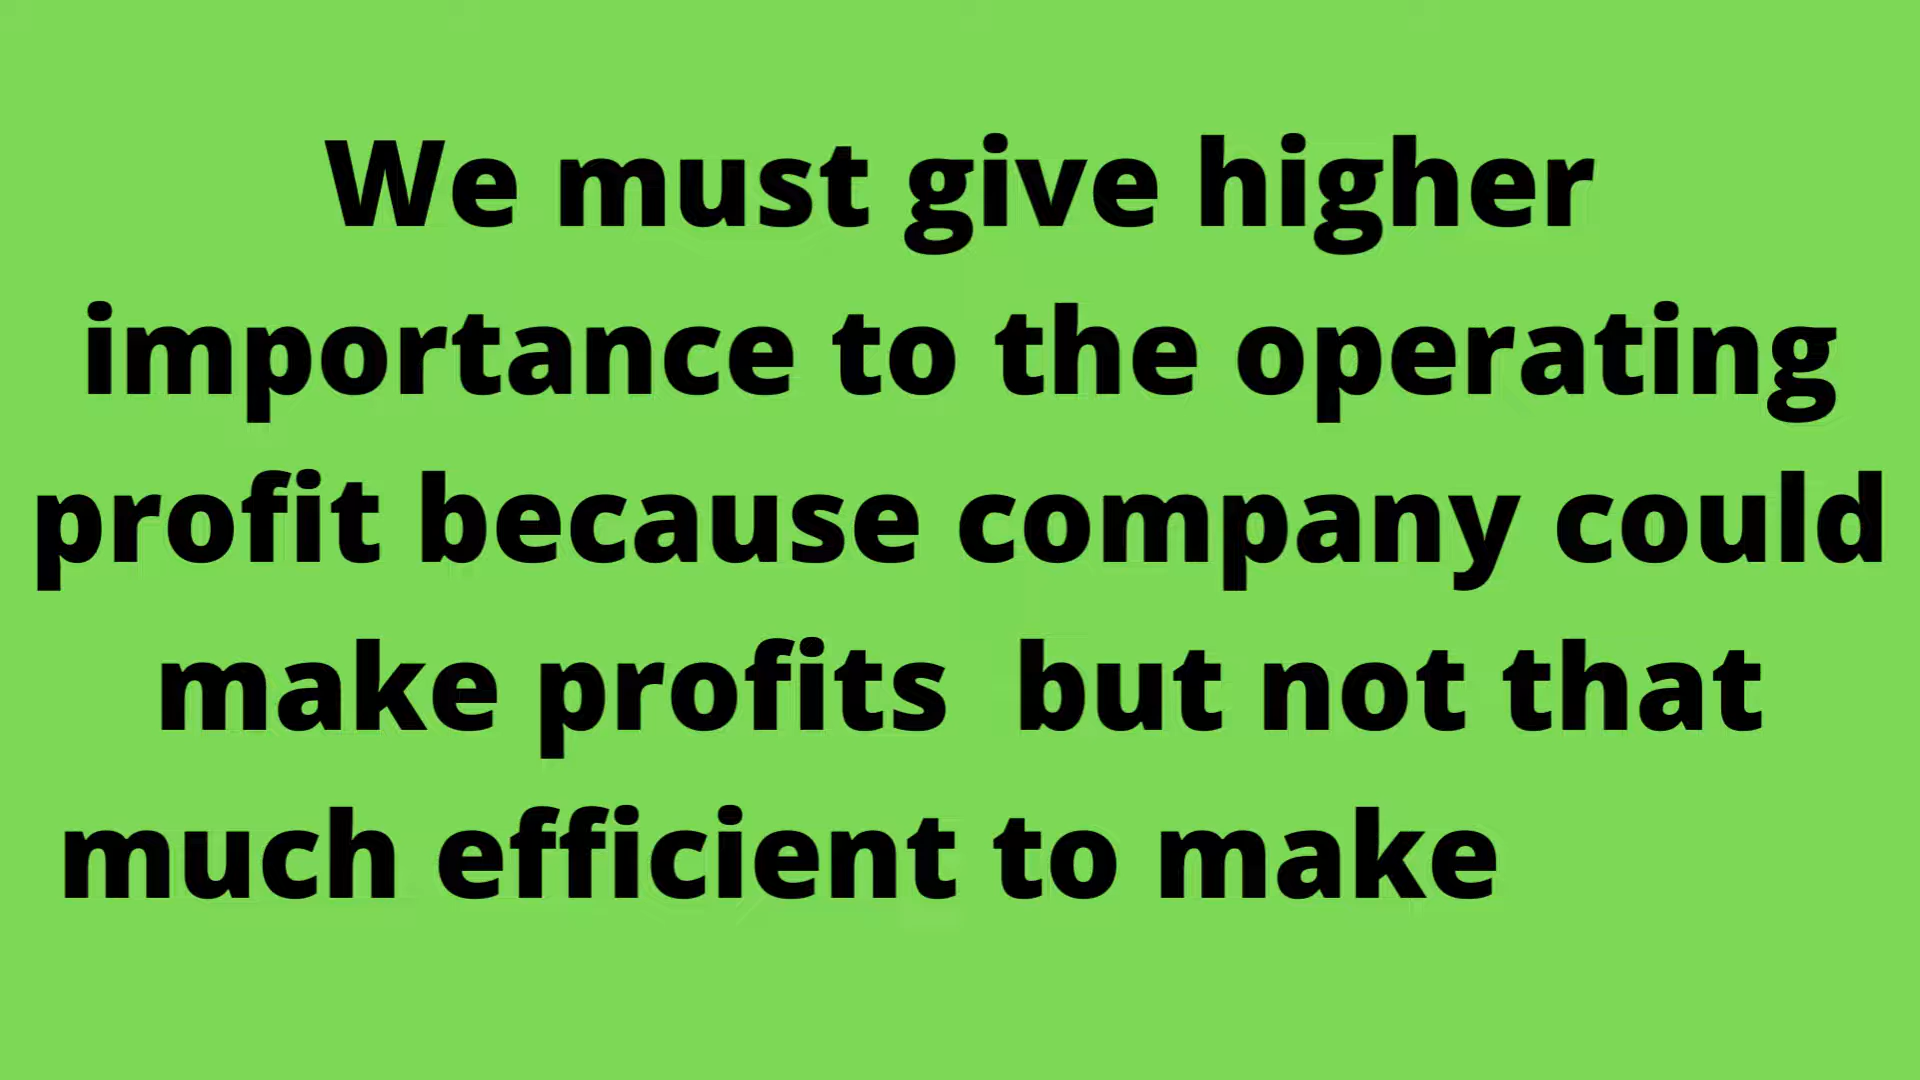 We must give higher
importance to the operating
profit because company could
make profits  but not that
much efficient to make